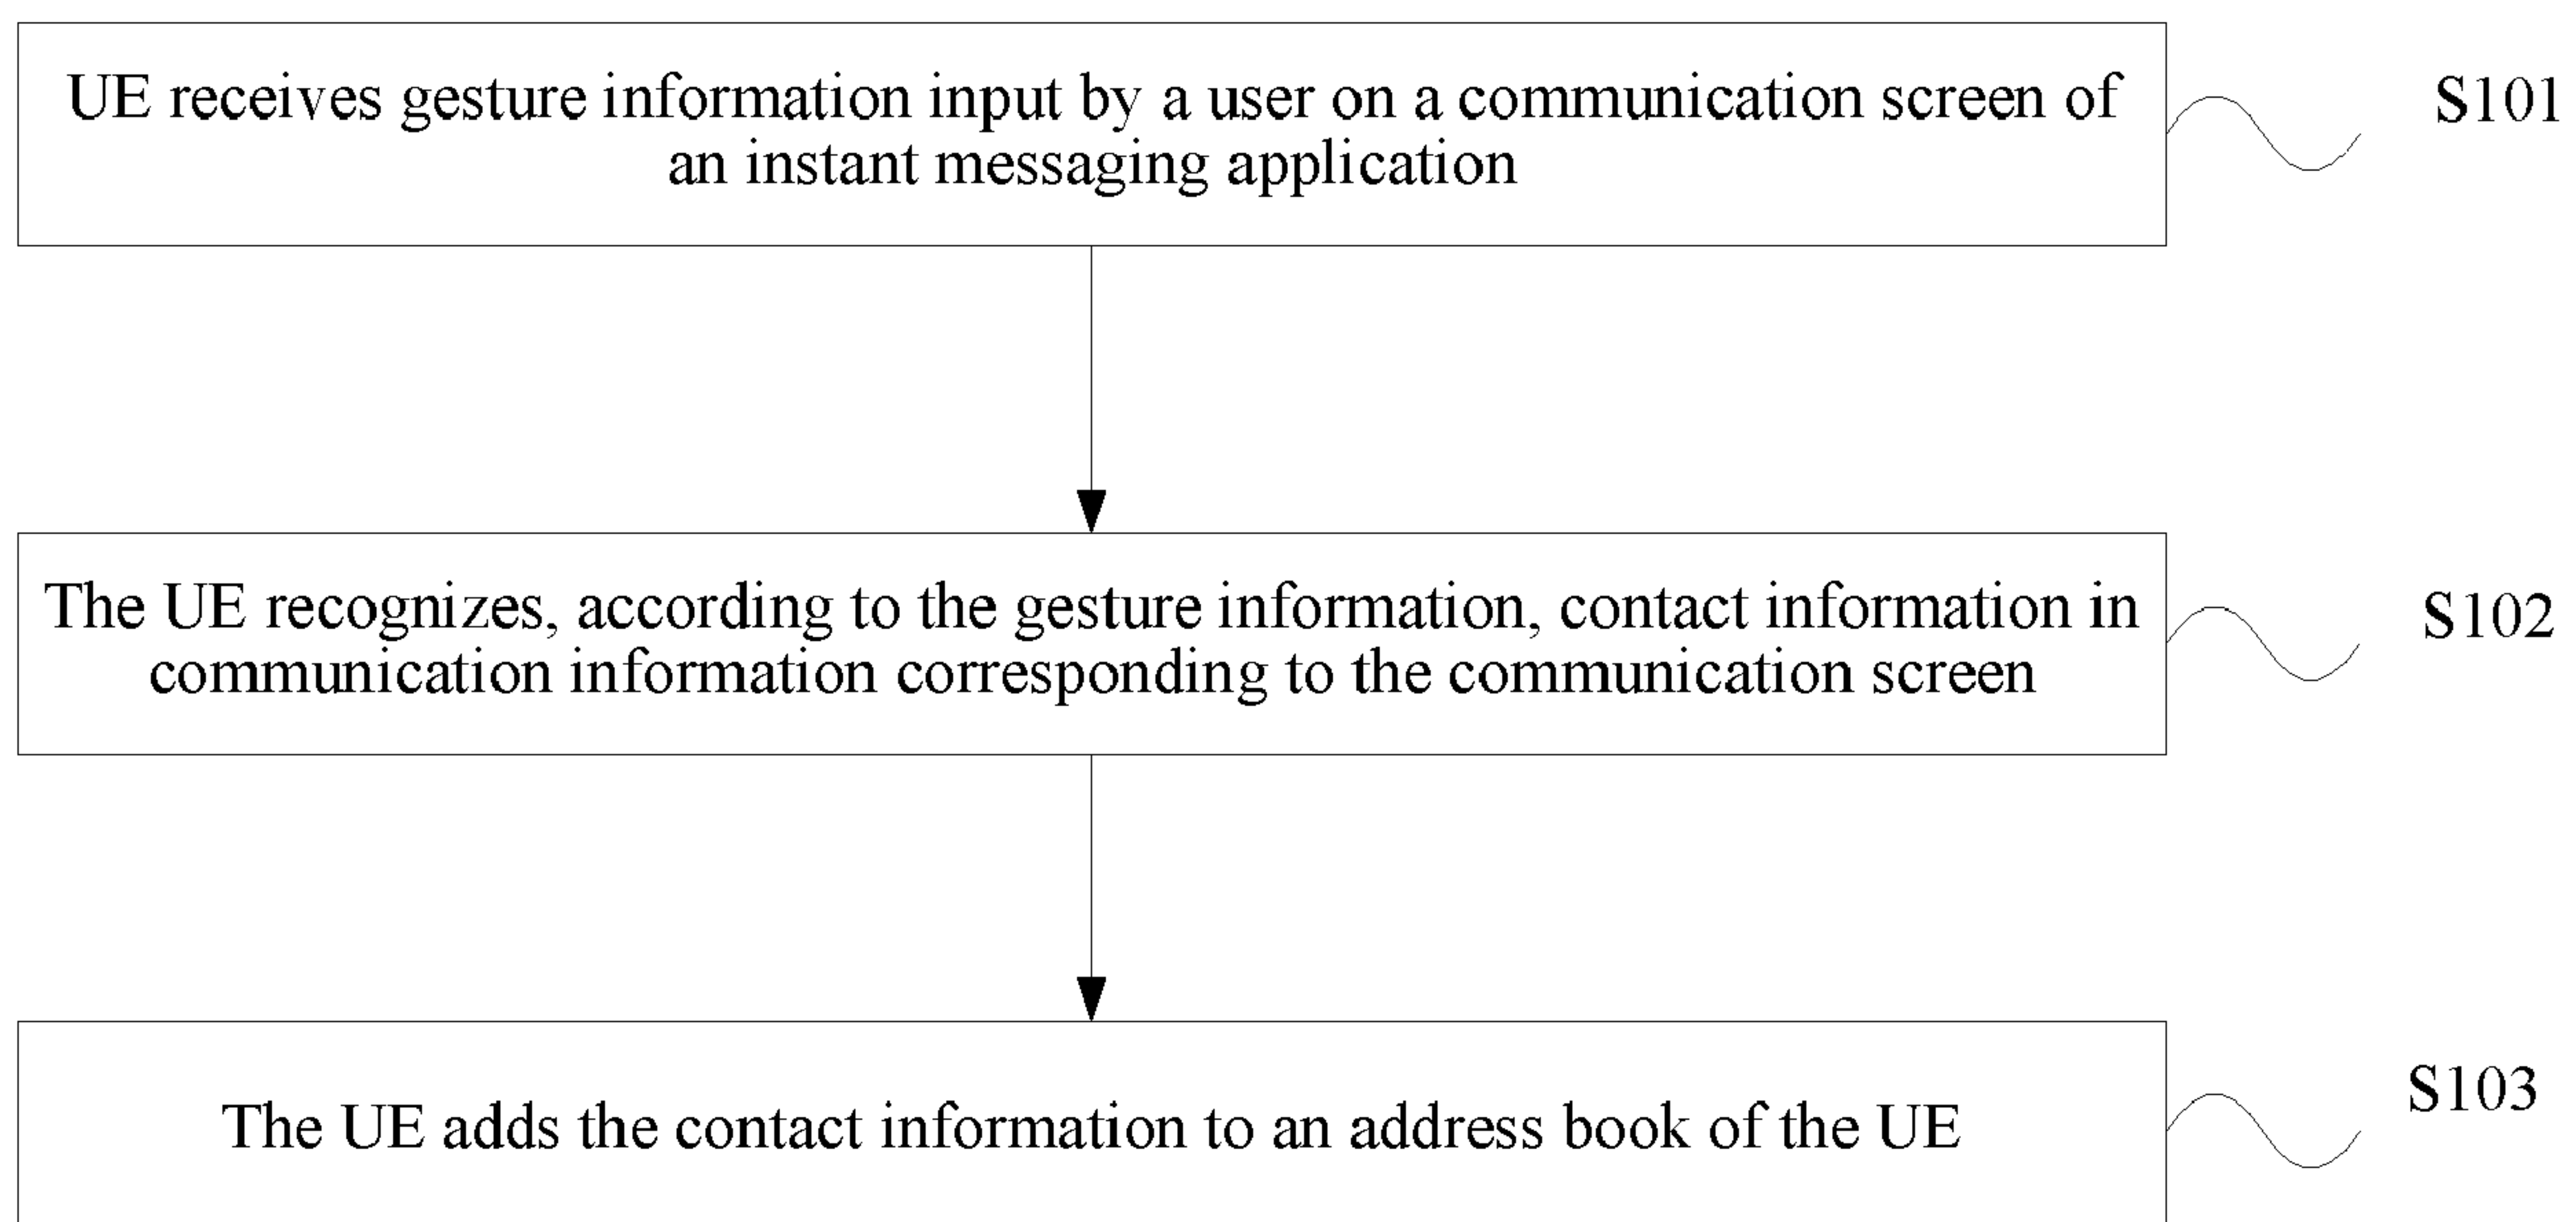 UE receives gesture information input by a user on a communication screen of
an instant messaging application
S101
The UE recognizes, according to the gesture information, contact information in
communication information corresponding to the communication screen
S102
The UE adds the contact information to an address book of the UE
S103